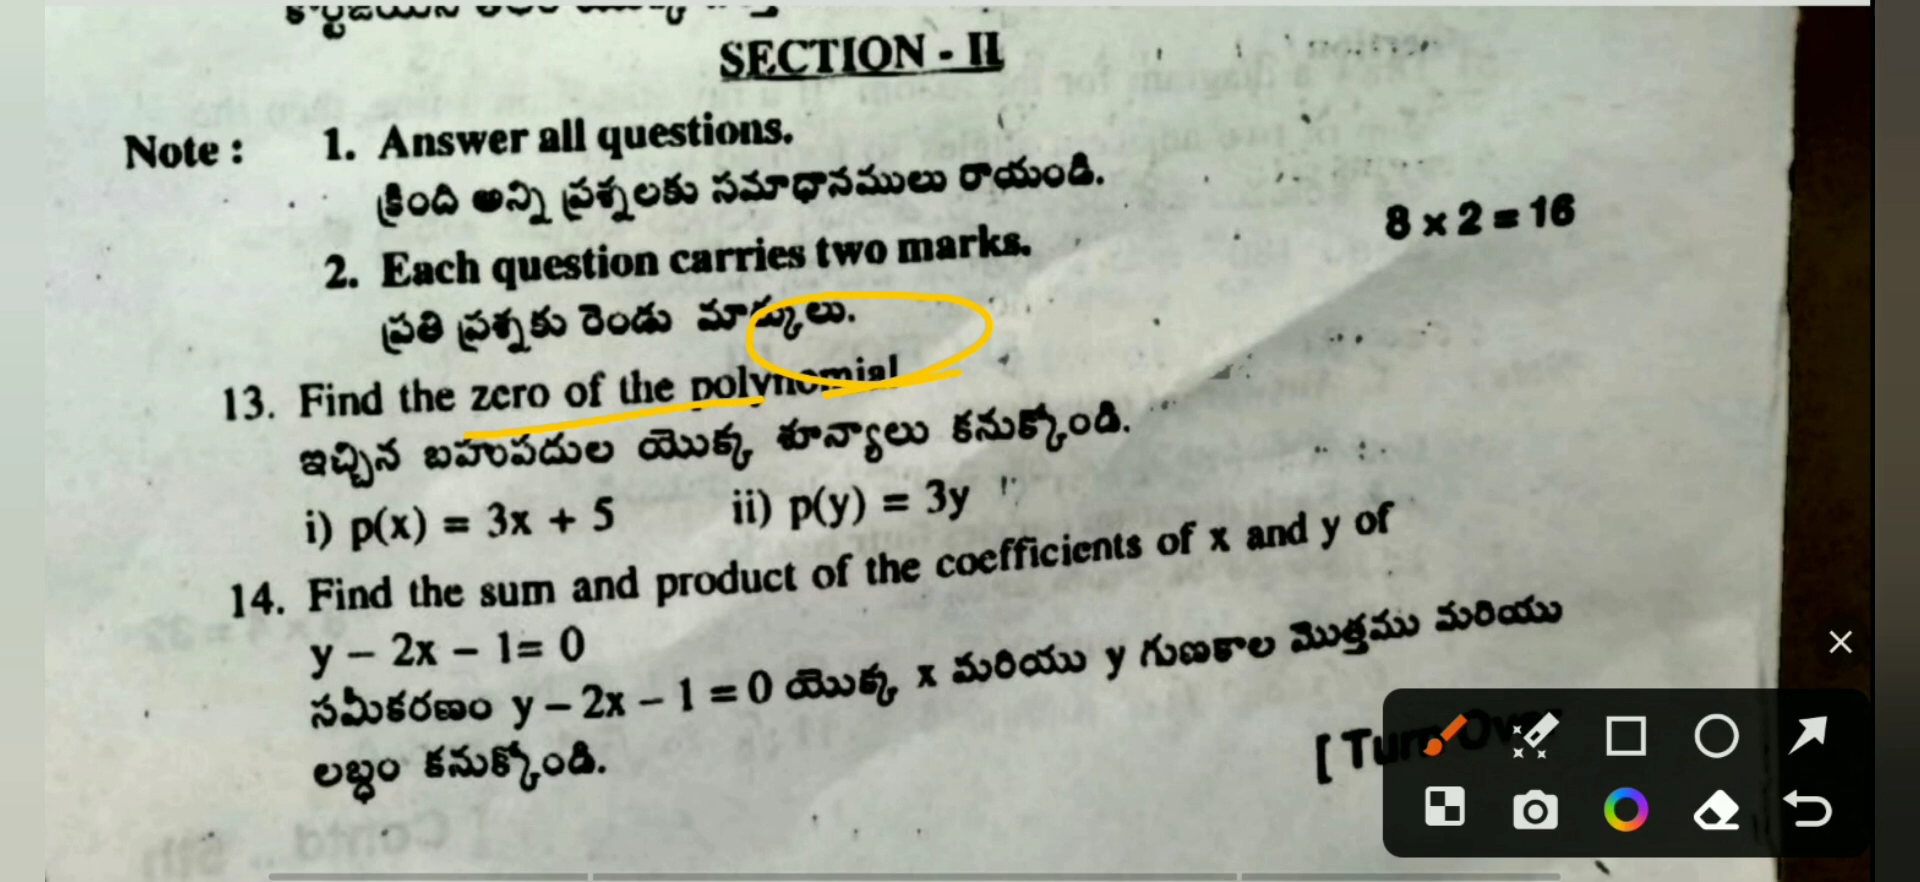 SECTION - II
Note : 1. Answer all questions.
క్రింది అన్ని ప్రశ్నలకు సమాధానములు రాయండి.
8 x 2 = 16
2. Each question carries two marks.
ప్రతి ప్రశ్నకు రెండు మార్కులు.
13. Find the zero of the polynomial
ఇచ్చిన బహుపదుల యొక్క శూన్యాలు కనుక్కోండి.
i) p(x) = 3x + 5 ii) p(y) = 3y
14. Find the sum and product of the coefficients of x and y of
y – 2x – 1= 0
సమీకరణం y – 2x – 1 = 0 యొక్క x మరియు y గుణకాల మొత్తము మరియు
లబ్ధం కనుక్కోండి.
[ Turn Over